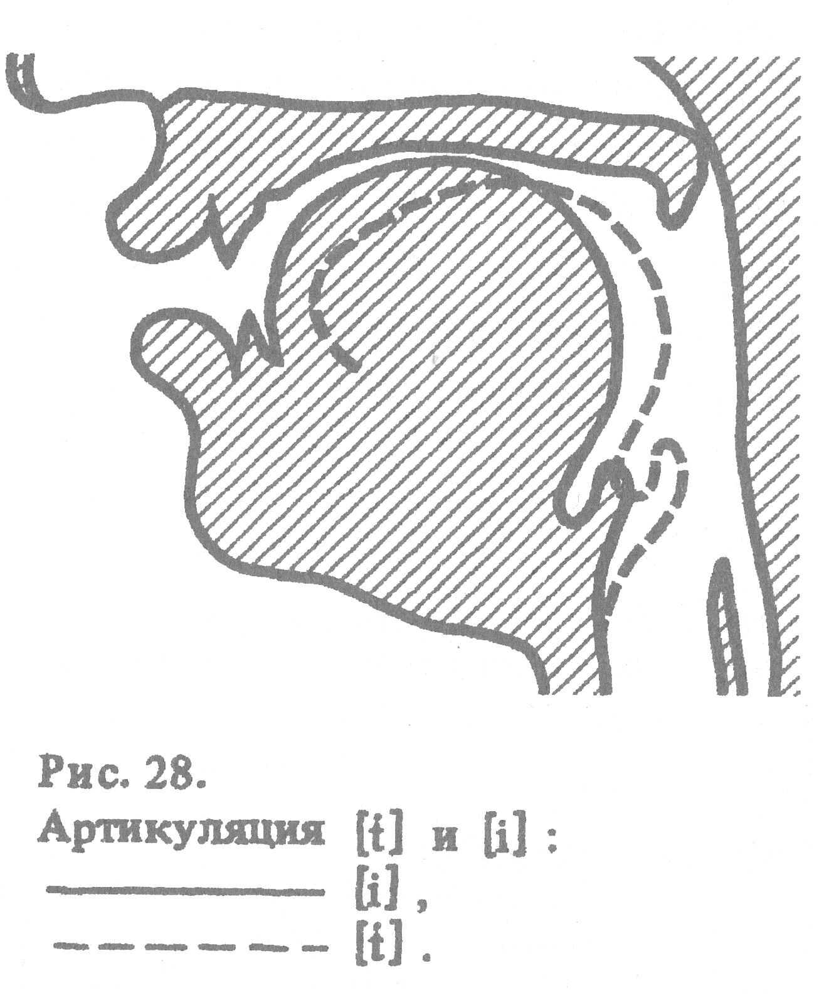 Рис. 28.
Артикуляция [ɨ] и [i] :
[i] ,
[ɨ] .